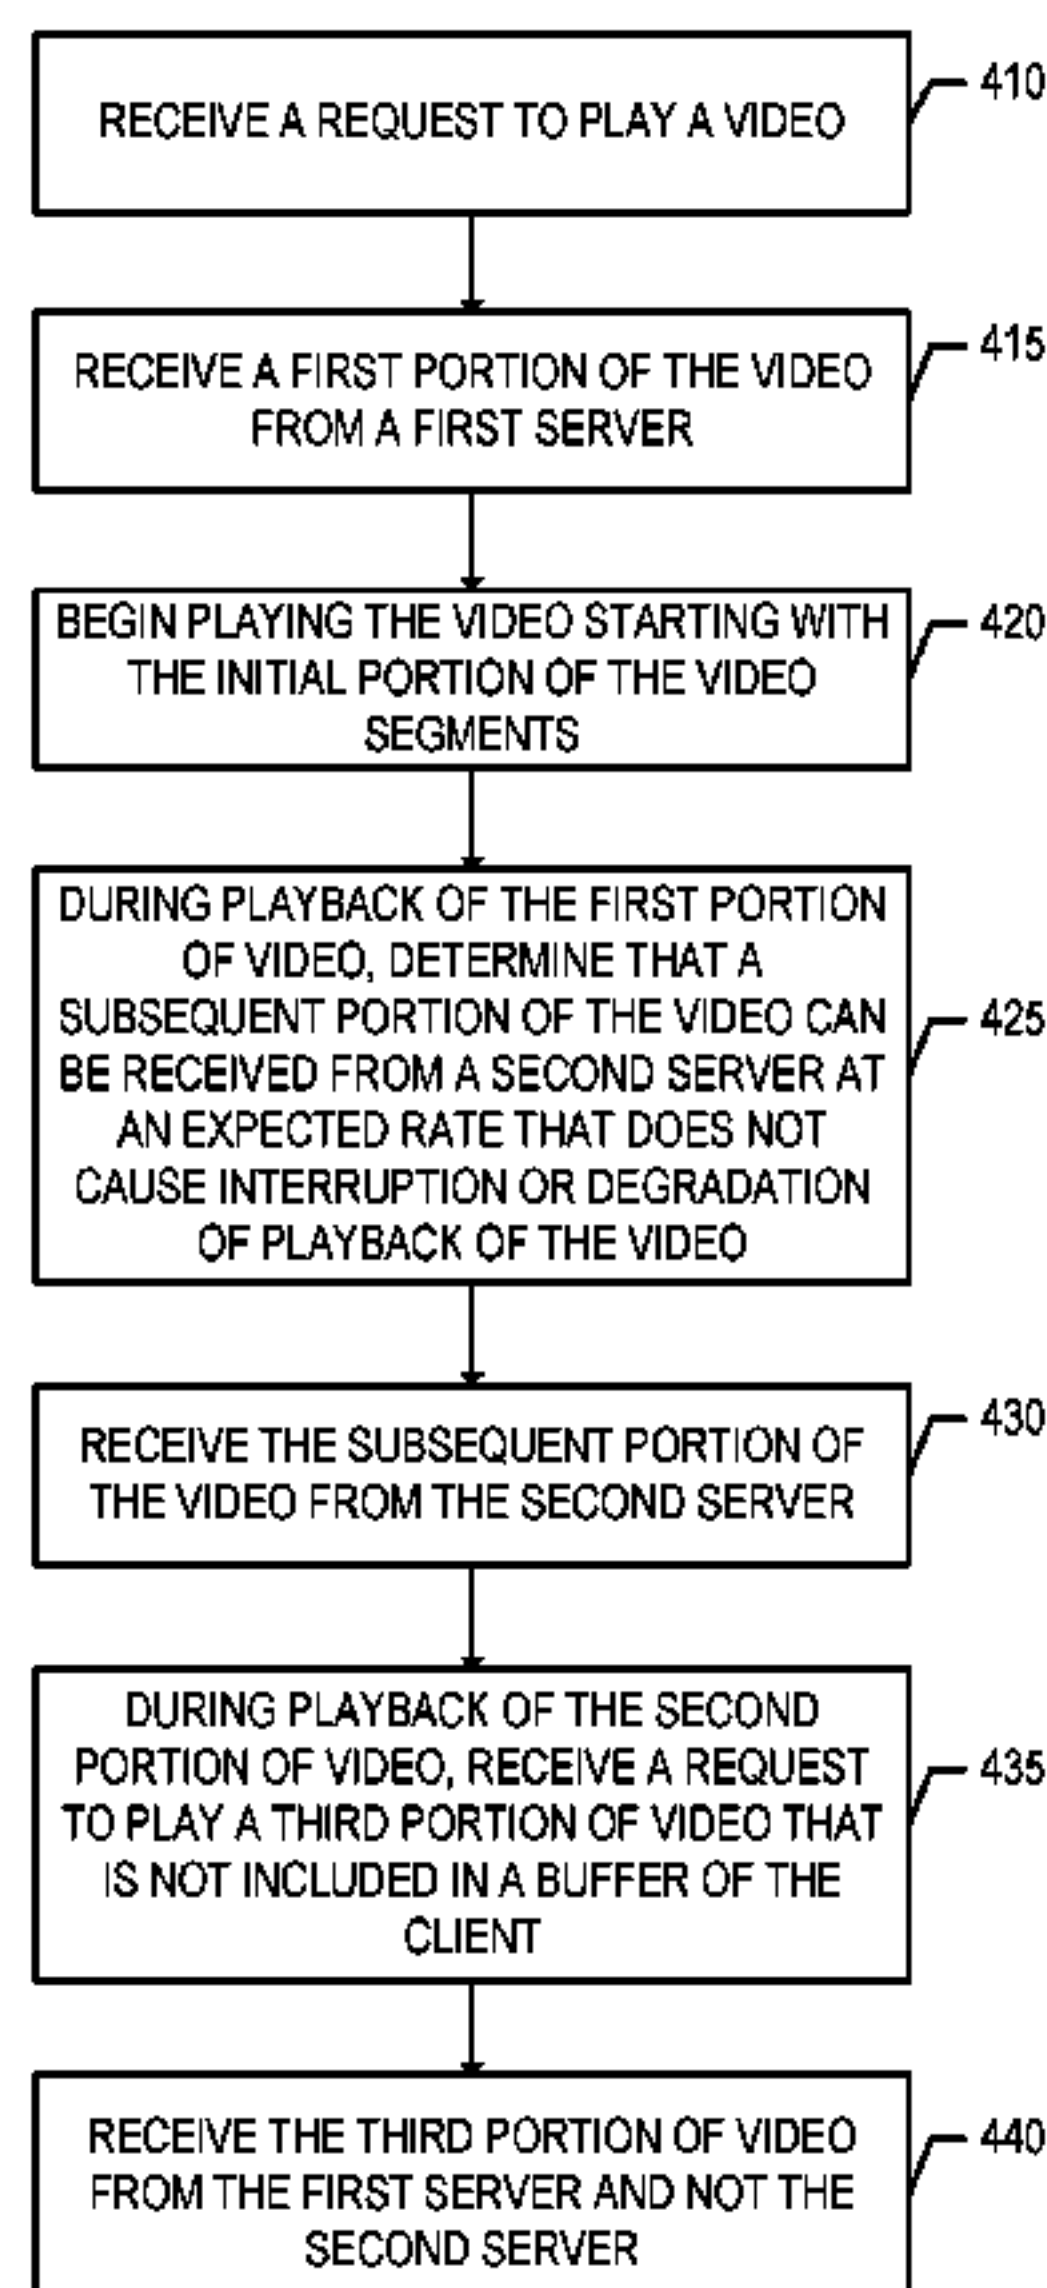 RECEIVE A REQUEST TO PLAY A VIDEO
410
RECEIVE A FIRST PORTION OF THE VIDEO
FROM A FIRST SERVER
415
BEGIN PLAYING THE VIDEO STARTING WITH
THE INITIAL PORTION OF THE VIDEO
SEGMENTS
420
DURING PLAYBACK OF THE FIRST PORTION
OF VIDEO, DETERMINE THAT A
SUBSEQUENT PORTION OF THE VIDEO CAN
BE RECEIVED FROM A SECOND SERVER AT
AN EXPECTED RATE THAT DOES NOT
CAUSE INTERRUPTION OR DEGRADATION
OF PLAYBACK OF THE VIDEO
425
RECEIVE THE SUBSEQUENT PORTION OF
THE VIDEO FROM THE SECOND SERVER
430
DURING PLAYBACK OF THE SECOND
PORTION OF VIDEO, RECEIVE A REQUEST
TO PLAY A THIRD PORTION OF VIDEO THAT
IS NOT INCLUDED IN A BUFFER OF THE
CLIENT
435
RECEIVE THE THIRD PORTION OF VIDEO
FROM THE FIRST SERVER AND NOT THE
SECOND SERVER
440